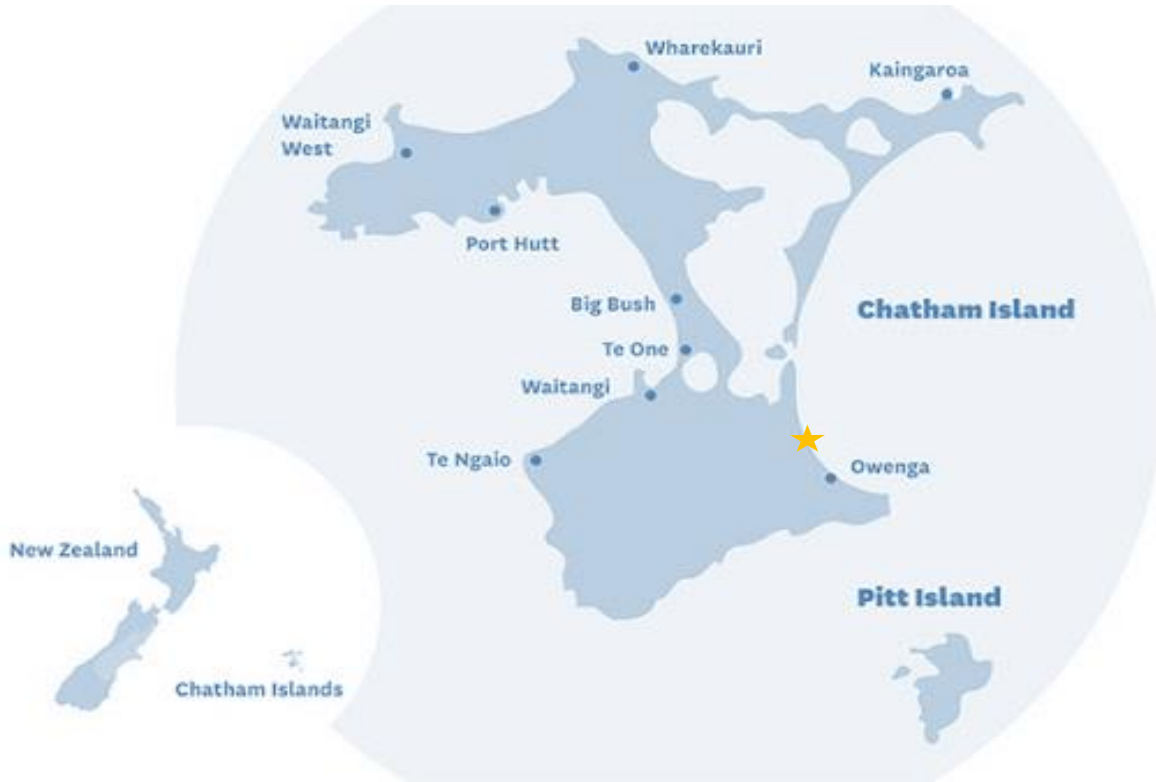 Wharekauri
Kaingaroa
Waitangi
West
Port Hutt
Big Bush
Chatham Island
Te One
Waitangi
Te Ngaio
Owenga
New Zealand
Pitt Island
Chatham Islands